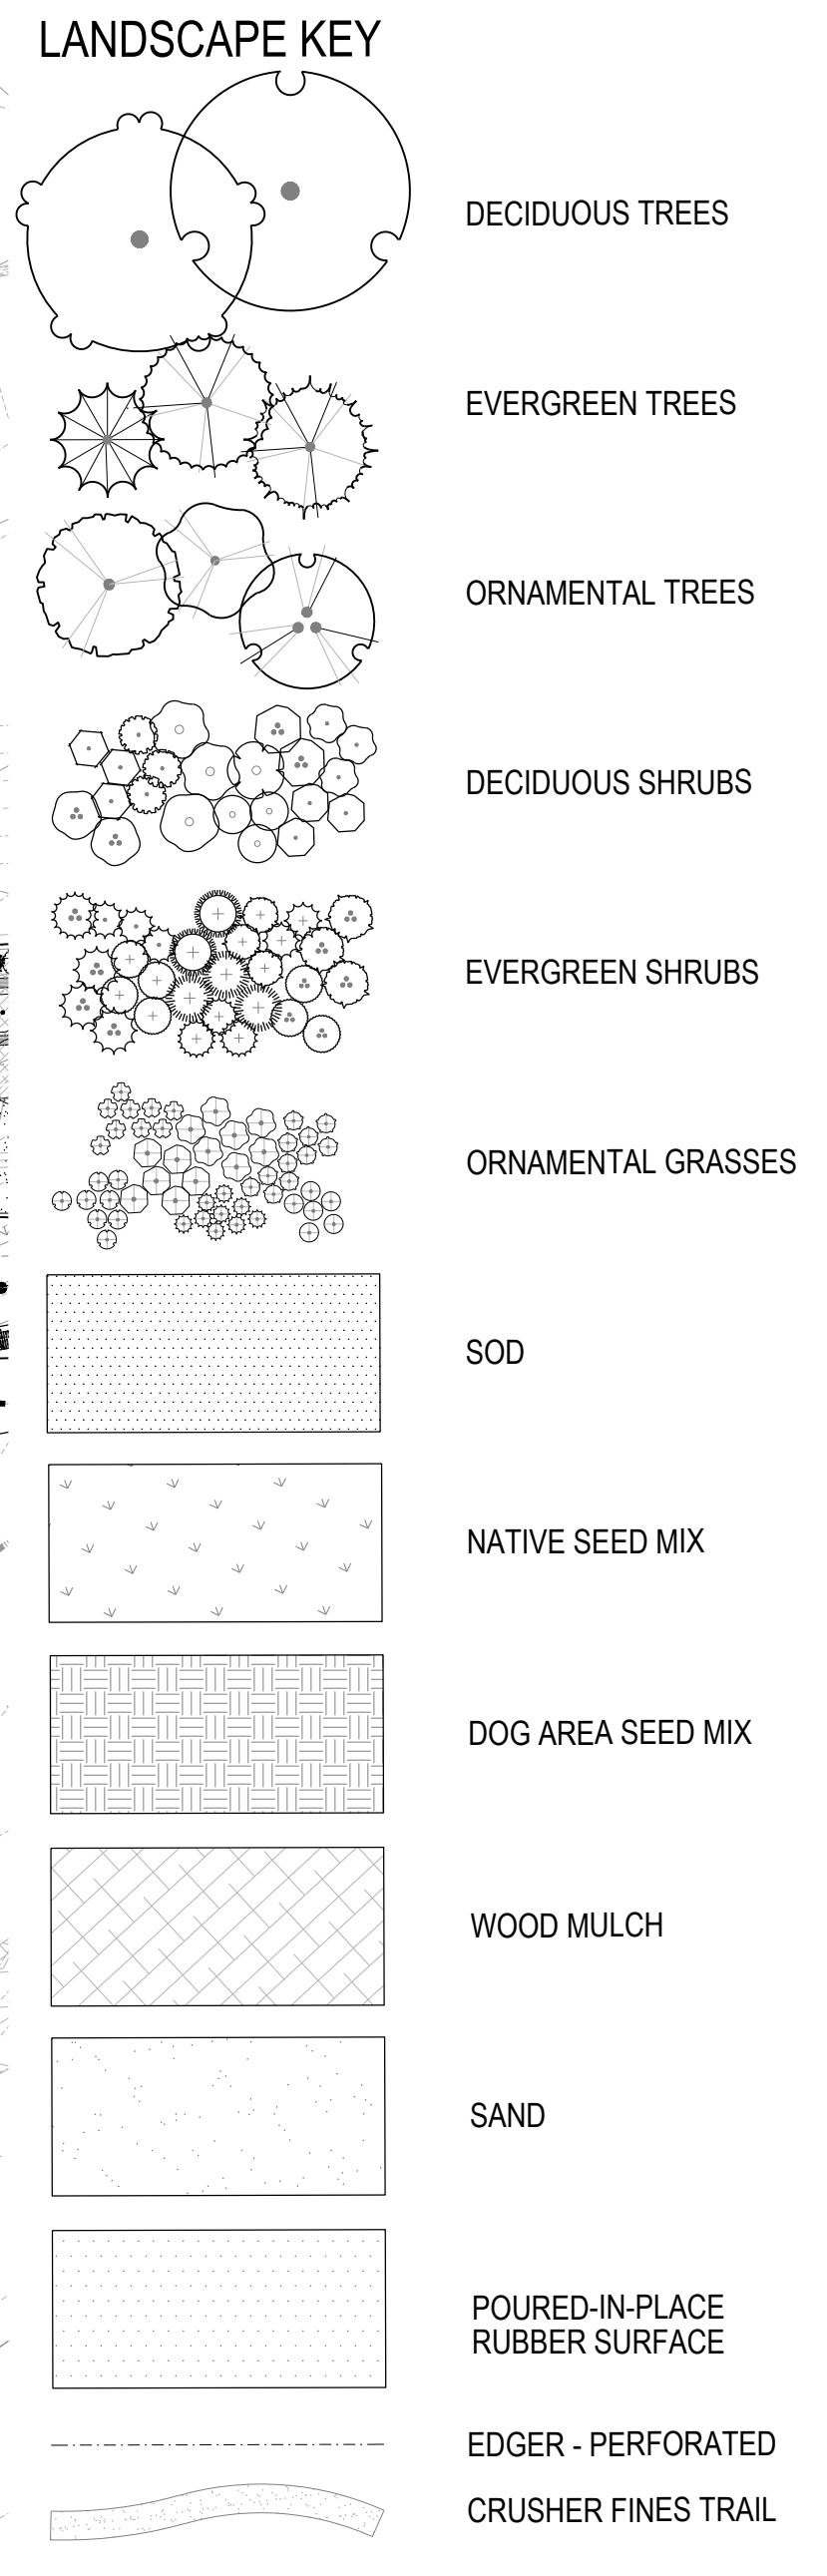 LANDSCAPE KEY
DECIDUOUS TREES
EVERGREEN TREES
ORNAMENTAL TREES
DECIDUOUS SHRUBS
EVERGREEN SHRUBS
ORNAMENTAL GRASSES
SOD
NATIVE SEED MIX
DOG AREA SEED MIX
WOOD MULCH
SAND
POURED-IN-PLACE
RUBBER SURFACE
EDGER - PERFORATED
CRUSHER FINES TRAIL